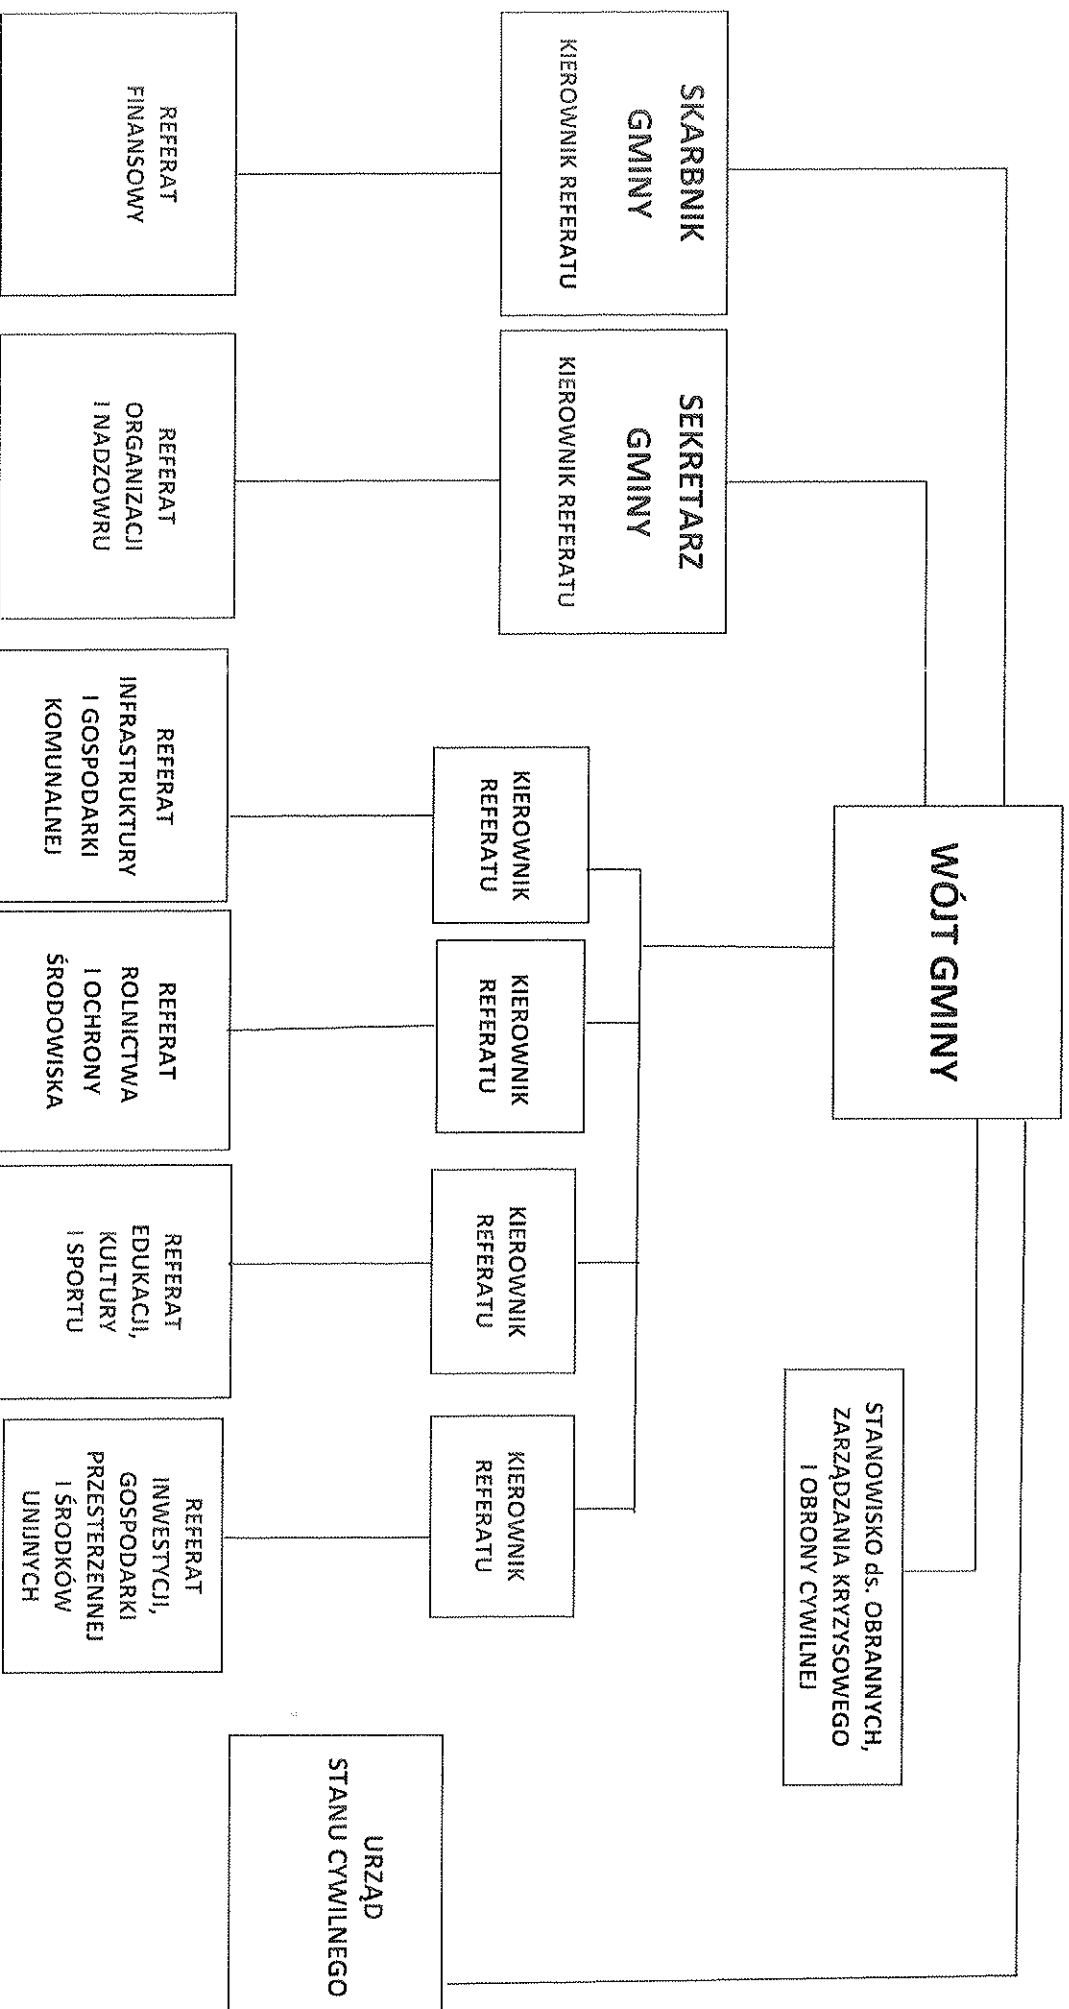 WÓJT GMINY
STANOWISKO ds. OBRANNYCH,
ZARZĄDZANIA KRYZYSOWEGO
I OBRONY CYWILNEJ
SKARBNIK
GMINY
KIEROWNIK REFERATU
SEKRETARZ
GMINY
KIEROWNIK REFERATU
KIEROWNIK
REFERATU
KIEROWNIK
REFERATU
KIEROWNIK
REFERATU
KIEROWNIK
REFERATU
URZĄD
STANU CYWILNEGO
REFERAT
FINANSOWY
REFERAT
ORGANIZACJI
I NADZOWRU
REFERAT
INFRASTRUKTURY
I GOSPODARKI
KOMUNALNEJ
REFERAT
ROLNICTWA
I OCHRONY
ŚRODOWISKA
REFERAT
EDUKACJI,
KULTURY
I SPORTU
REFERAT
INWESTYCJI,
GOSPODARKI
PRZESTERZENNEJ
I ŚRODKÓW
UNIJNYCH